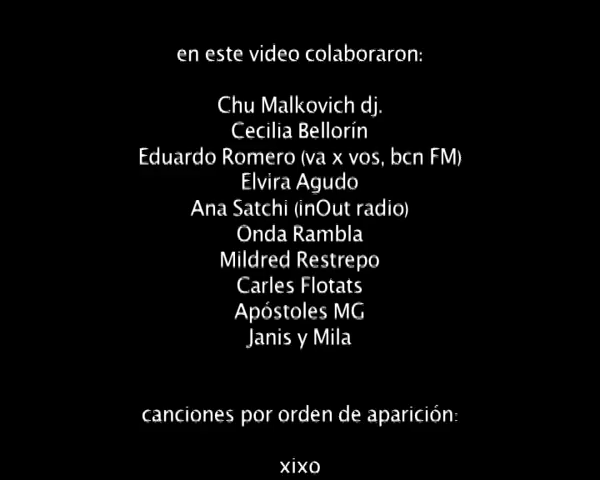 en este video colaboraron:
Chu Malkovich dj.
Cecilia Bellorín
Eduardo Romero (va x vos, bcn FM)
Elvira Agudo
Ana Satchi (inOut radio)
Onda Rambla
Mildred Restrepo
Carles Flotats
Apóstoles MG
Janis y Mila
canciones por orden de aparición:
xixo